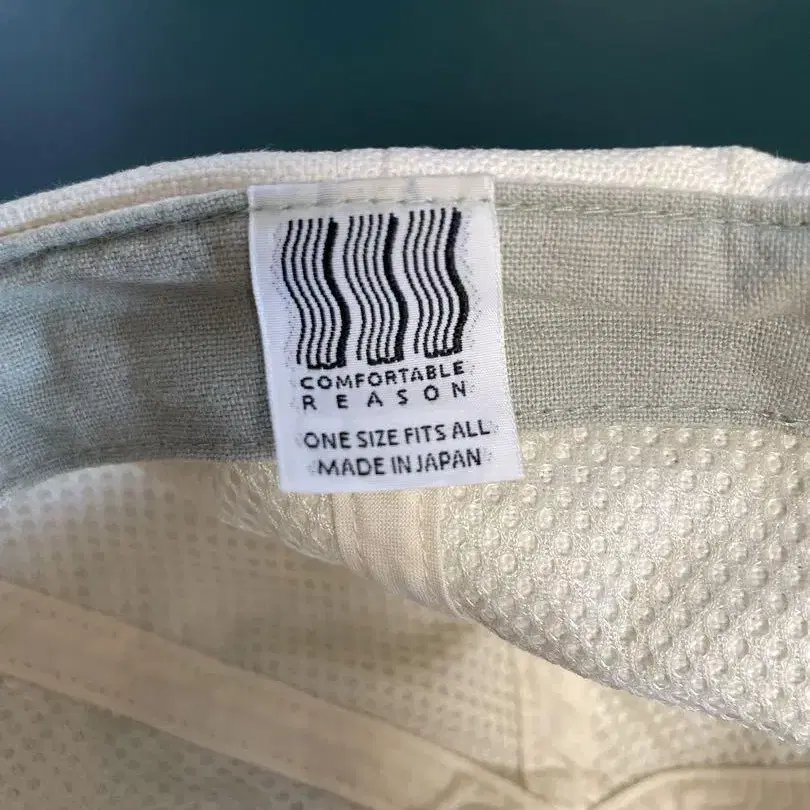 COMFORTABLE
REASON
ONE SIZE FITS ALL
MADE IN JAPAN